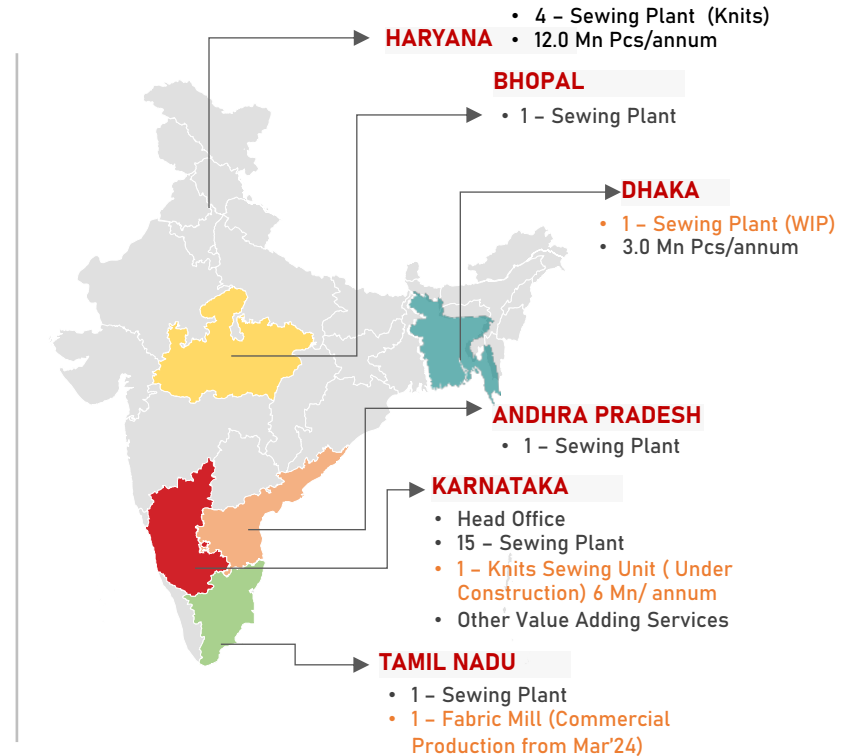 HARYANA
• 4 – Sewing Plant (Knits)
• 12.0 Mn Pcs/annum
BHOPAL
• 1 – Sewing Plant
DHAKA
• 1 – Sewing Plant (WIP)
• 3.0 Mn Pcs/annum
ANDHRA PRADESH
• 1 – Sewing Plant
KARNATAKA
• Head Office
• 15 – Sewing Plant
• 1 – Knits Sewing Unit ( Under
Construction) 6 Mn/ annum
• Other Value Adding Services
TAMIL NADU
• 1 – Sewing Plant
• 1 – Fabric Mill (Commercial
Production from Mar'24)